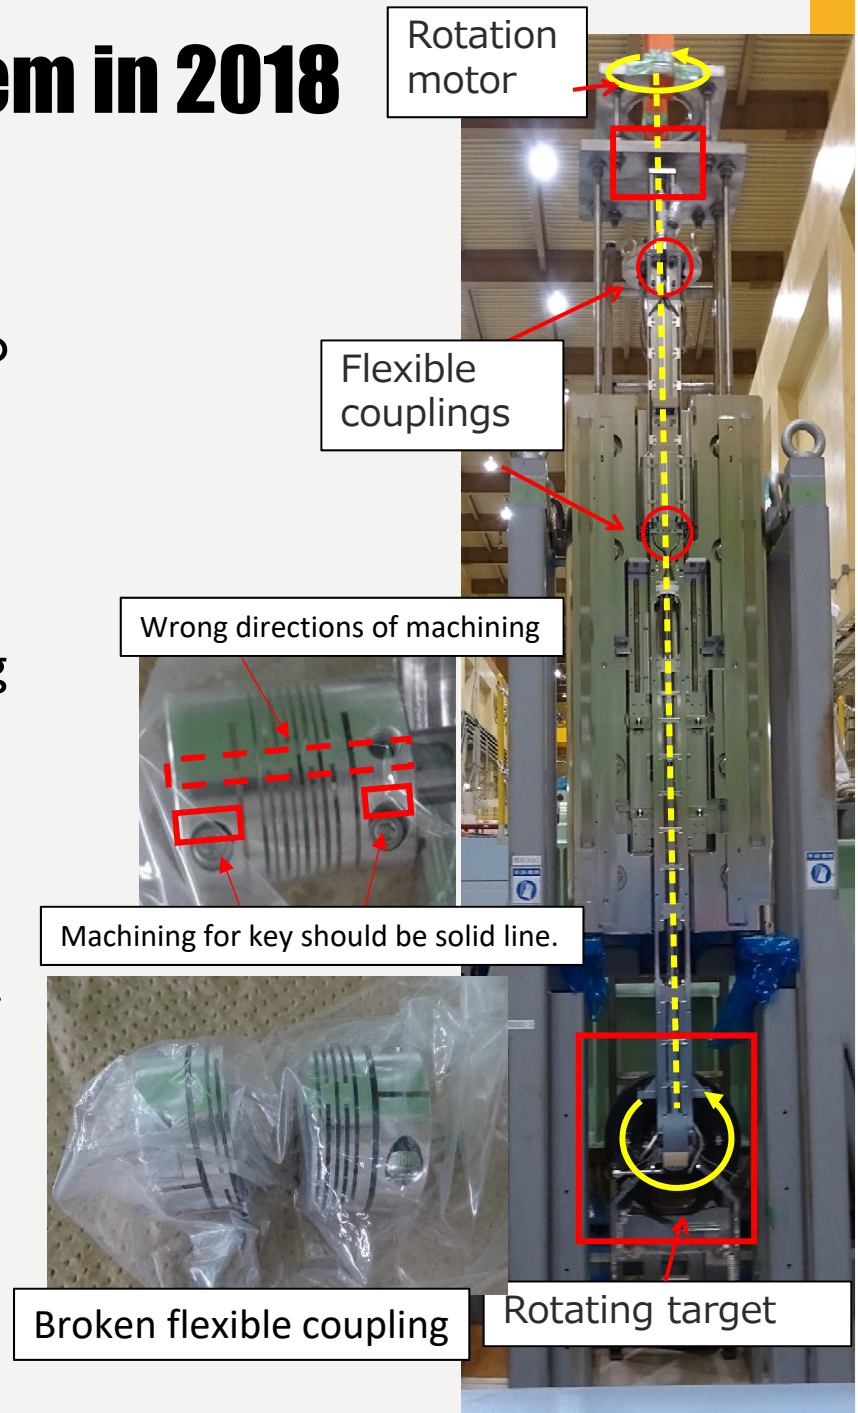 em in 2018
Rotation
motor
Flexible
couplings
Wrong directions of machining
g
Machining for key should be solid line.
Broken flexible coupling
Rotating target